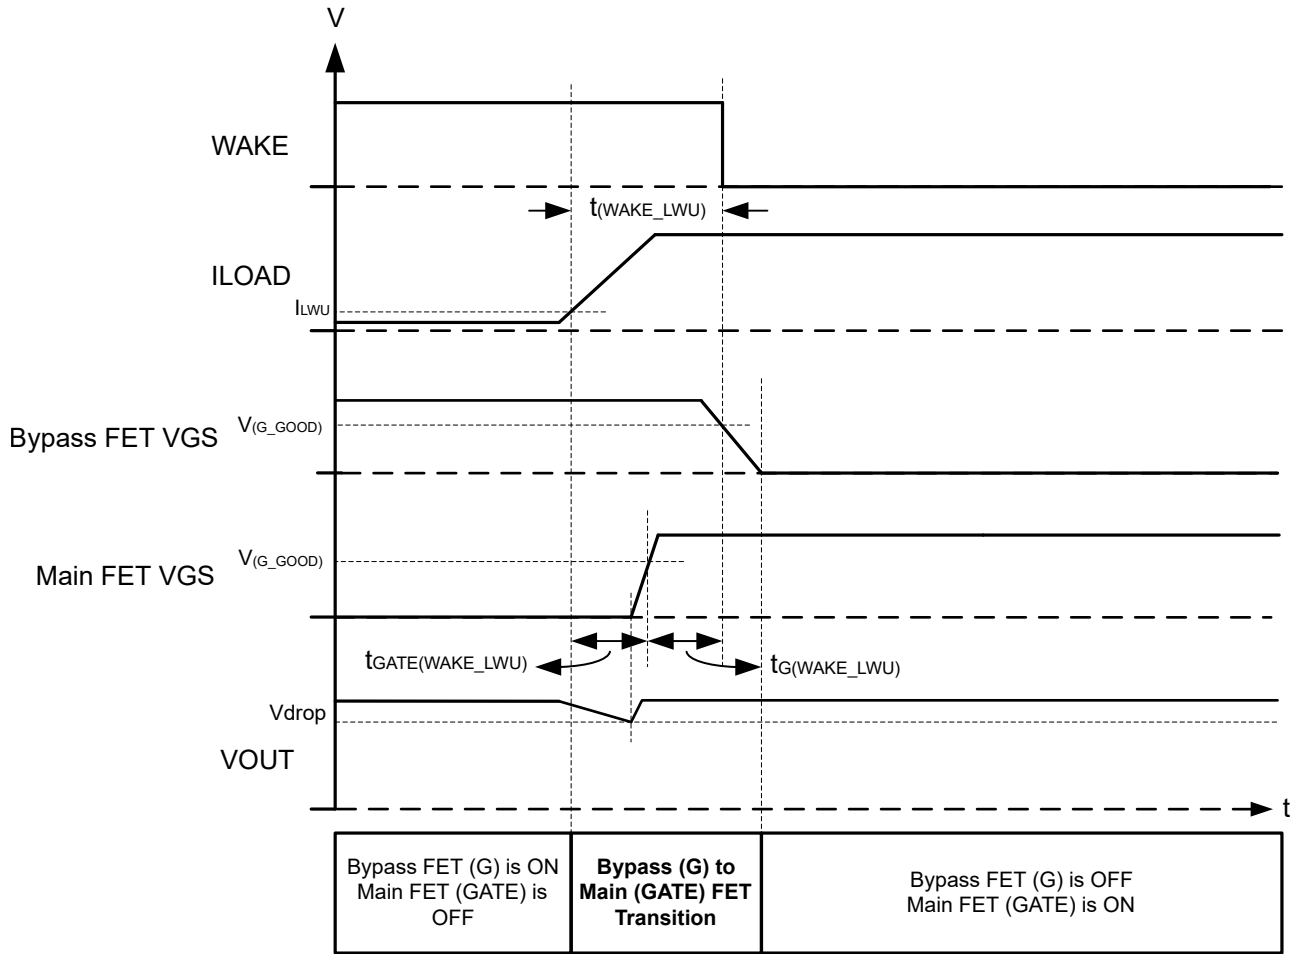 V
WAKE
t(WAKE_LWU)
ILOAD
ILWU
V(G_GOOD)
Bypass FET VGS
V(G_GOOD)
Main FET VGS
tGATE(WAKE_LWU)
tG(WAKE_LWU)
Vdrop
VOUT
t
Bypass FET (G) is ON
Main FET (GATE) is
OFF
Bypass (G) to
Main (GATE) FET
Transition
Bypass FET (G) is OFF
Main FET (GATE) is ON